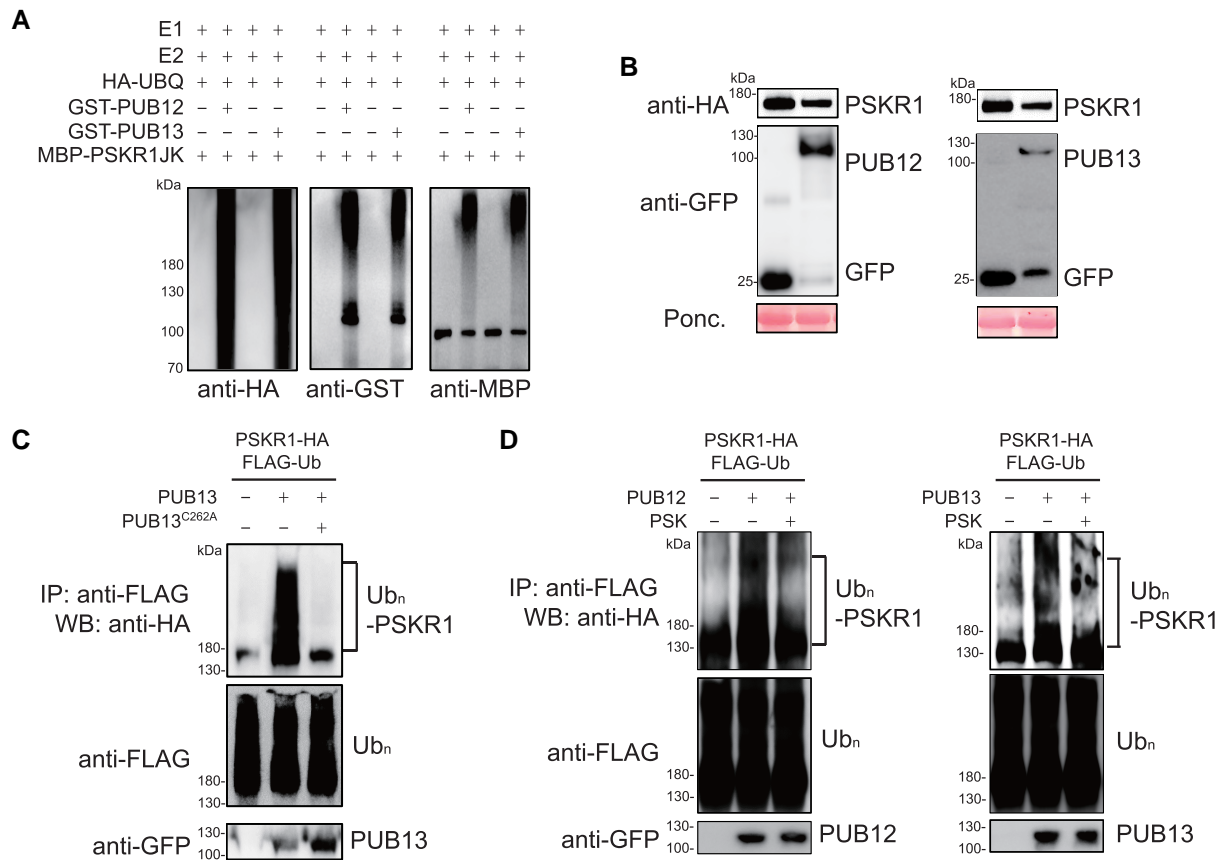 A
E1 + + + + + + + + + + + +
E2 + + + + + + + + + + + +
HA-UBQ + + + + + + + + + + + +
GST-PUB12 – + – – – + – – – + – –
GST-PUB13 – – – + – – – + – – – +
MBP-PSKR1JK + + + + + + + + + + + +
kDa
180
130
100
70
anti-HA anti-GST anti-MBP
B
kDa
180-
anti-HA PSKR1
130-
100-
PUB12
anti-GFP
25-
GFP
Ponc.
kDa
180-
PSKR1
130-
100-
PUB13
25-
GFP
C
PSKR1-HA
FLAG-Ub
PUB13 – + +
PUB13C262A – – +
kDa
IP: anti-FLAG
WB: anti-HA
180-
130-
Ubn
-PSKR1
anti-FLAG
Ubn
180-
130-
anti-GFP
130-
100-
PUB13
D
PSKR1-HA
FLAG-Ub
PUB12 – + +
PSK – – +
kDa
IP: anti-FLAG
WB: anti-HA
180-
130-
Ubn
-PSKR1
anti-FLAG
Ubn
180-
130-
anti-GFP
130-
100-
PUB12
PSKR1-HA
FLAG-Ub
PUB13 – + +
PSK – – +
kDa
180-
130-
Ubn
-PSKR1
Ubn
180-
130-
130-
100-
PUB13